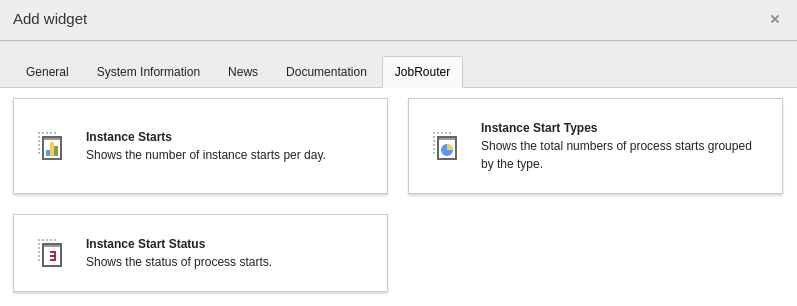 Add widget ×
General System Information News Documentation JobRouter
Instance Starts
Shows the number of instance starts per day.
Instance Start Types
Shows the total numbers of process starts grouped
by the type.
3
Instance Start Status
Shows the status of process starts.